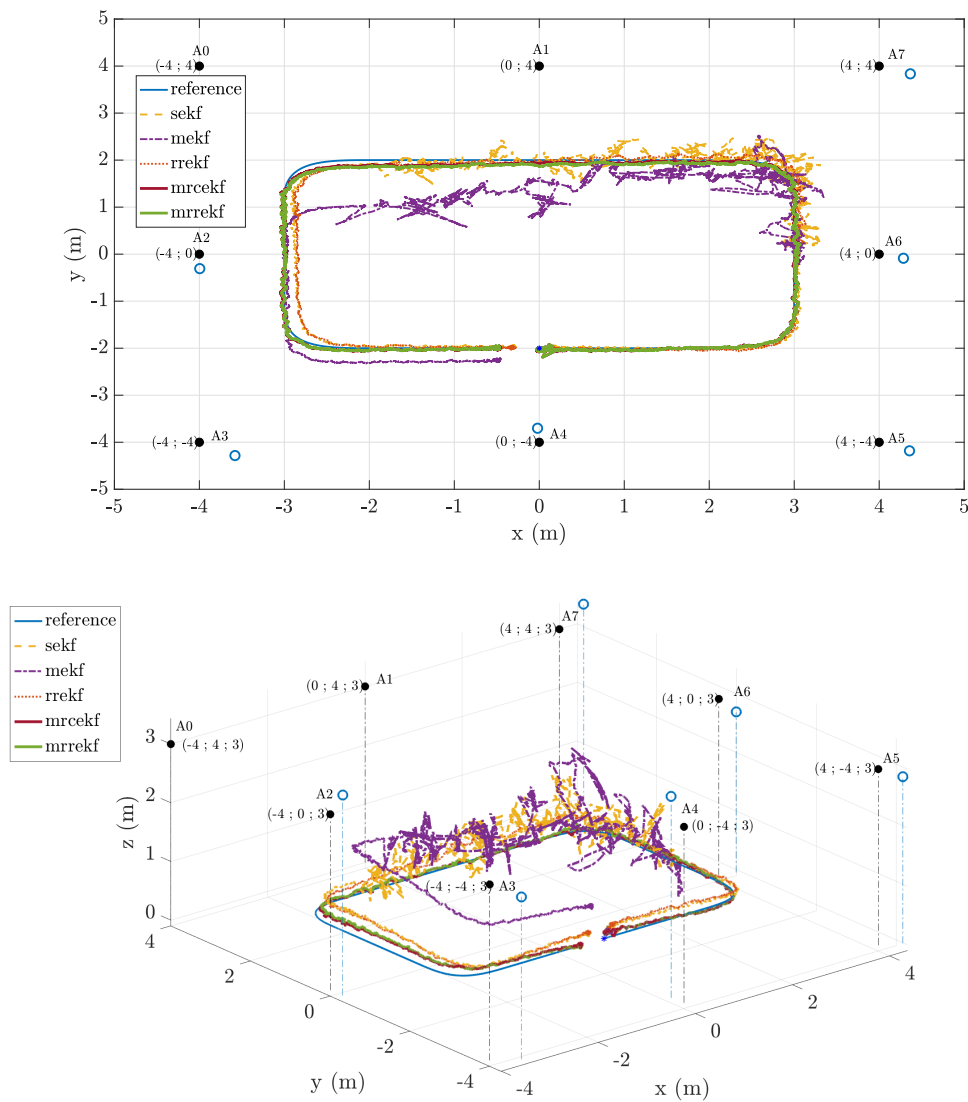 5
A0
A1
A7
4
(-4 ; 4)
(0 ; 4)
(4 ; 4)
reference
sekf
mekf
rrekf
mrcekf
mrrekf
3
2
1
A2
A6
0
(-4 ; 0)
(4 ; 0)
y (m)
-1
-2
-3
A3
A4
A5
-4
(-4 ; -4)
(0 ; -4)
(4 ; -4)
-5
-5 -4 -3 -2 -1 0 1 2 3 4 5
x (m)
reference
sekf
mekf
rrekf
mrcekf
mrrekf
A7
(4 ; 4 ; 3)
A1
(0 ; 4 ; 3)
A6
(4 ; 0 ; 3)
A0
(-4 ; 4 ; 3)
A5
(4 ; -4 ; 3)
A2
(-4 ; 0 ; 3)
A4
(0 ; -4 ; 3)
A3
(-4 ; -4 ; 3)
3
2
1
0
z (m)
4
2
0
-2
-4
y (m)
-4
-2
0
2
4
x (m)